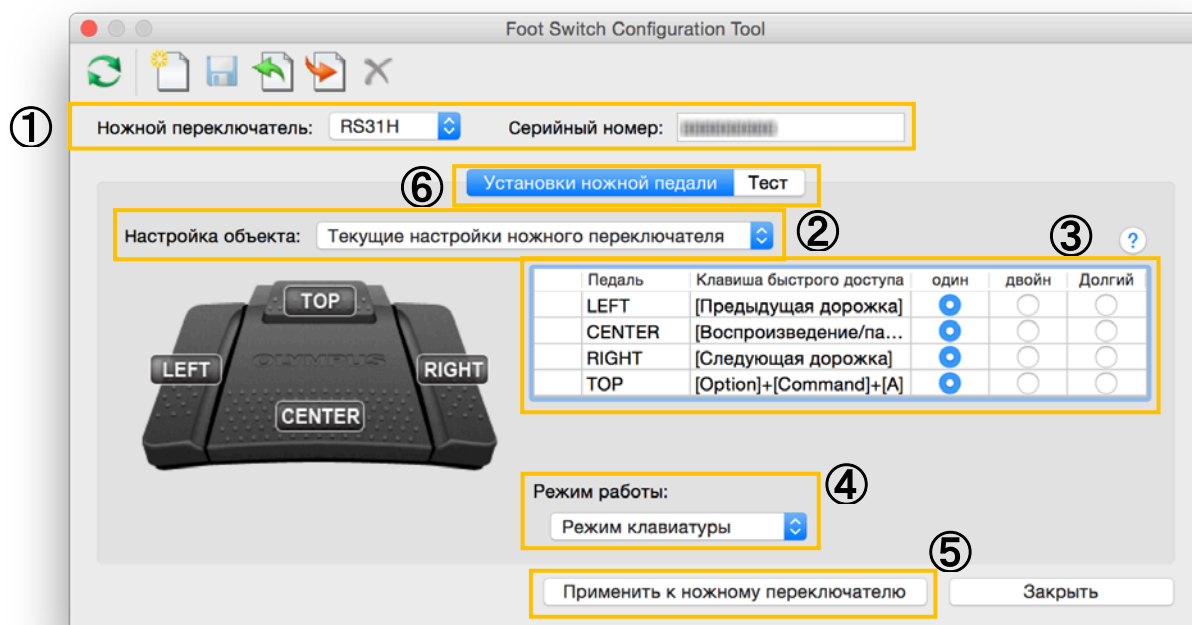 Foot Switch Configuration Tool
① Ножной переключатель: RS31H Серийный номер:
⑥ Установки ножной педали Тест
Настройка объекта: Текущие настройки ножного переключателя ② ③ ?
Педаль Клавиша быстрого доступа один двойн Долгий
LEFT [Предыдущая дорожка]
CENTER [Воспроизведение/па...
RIGHT [Следующая дорожка]
TOP [Option]+[Command]+[A]
TOP
OLYMPUS
LEFT RIGHT
CENTER
Режим работы: ④
Режим клавиатуры
⑤
Применить к ножному переключателю Закрыть